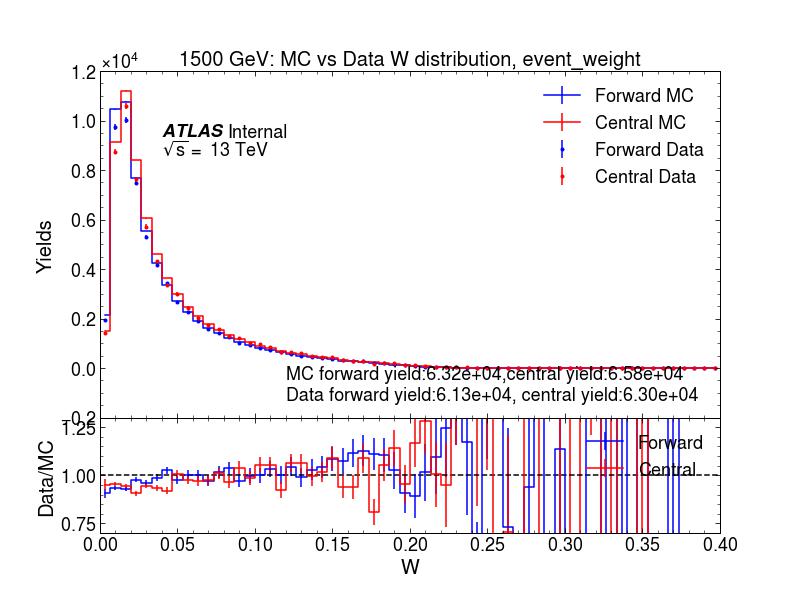 1500 GeV: MC vs Data W distribution, event_weight
×10⁴
1.2
1.0
0.8
0.6
0.4
0.2
0.0
0.2
Yields
ATLAS Internal
√s = 13 TeV
Forward MC
Central MC
Forward Data
Central Data
MC forward yield:6.32e+04,central yield:6.58e+04
Data forward yield:6.13e+04, central yield:6.30e+04
1.25
1.00
0.75
Data/MC
Forward
Central
0.00 0.05 0.10 0.15 0.20 0.25 0.30 0.35 0.40
W